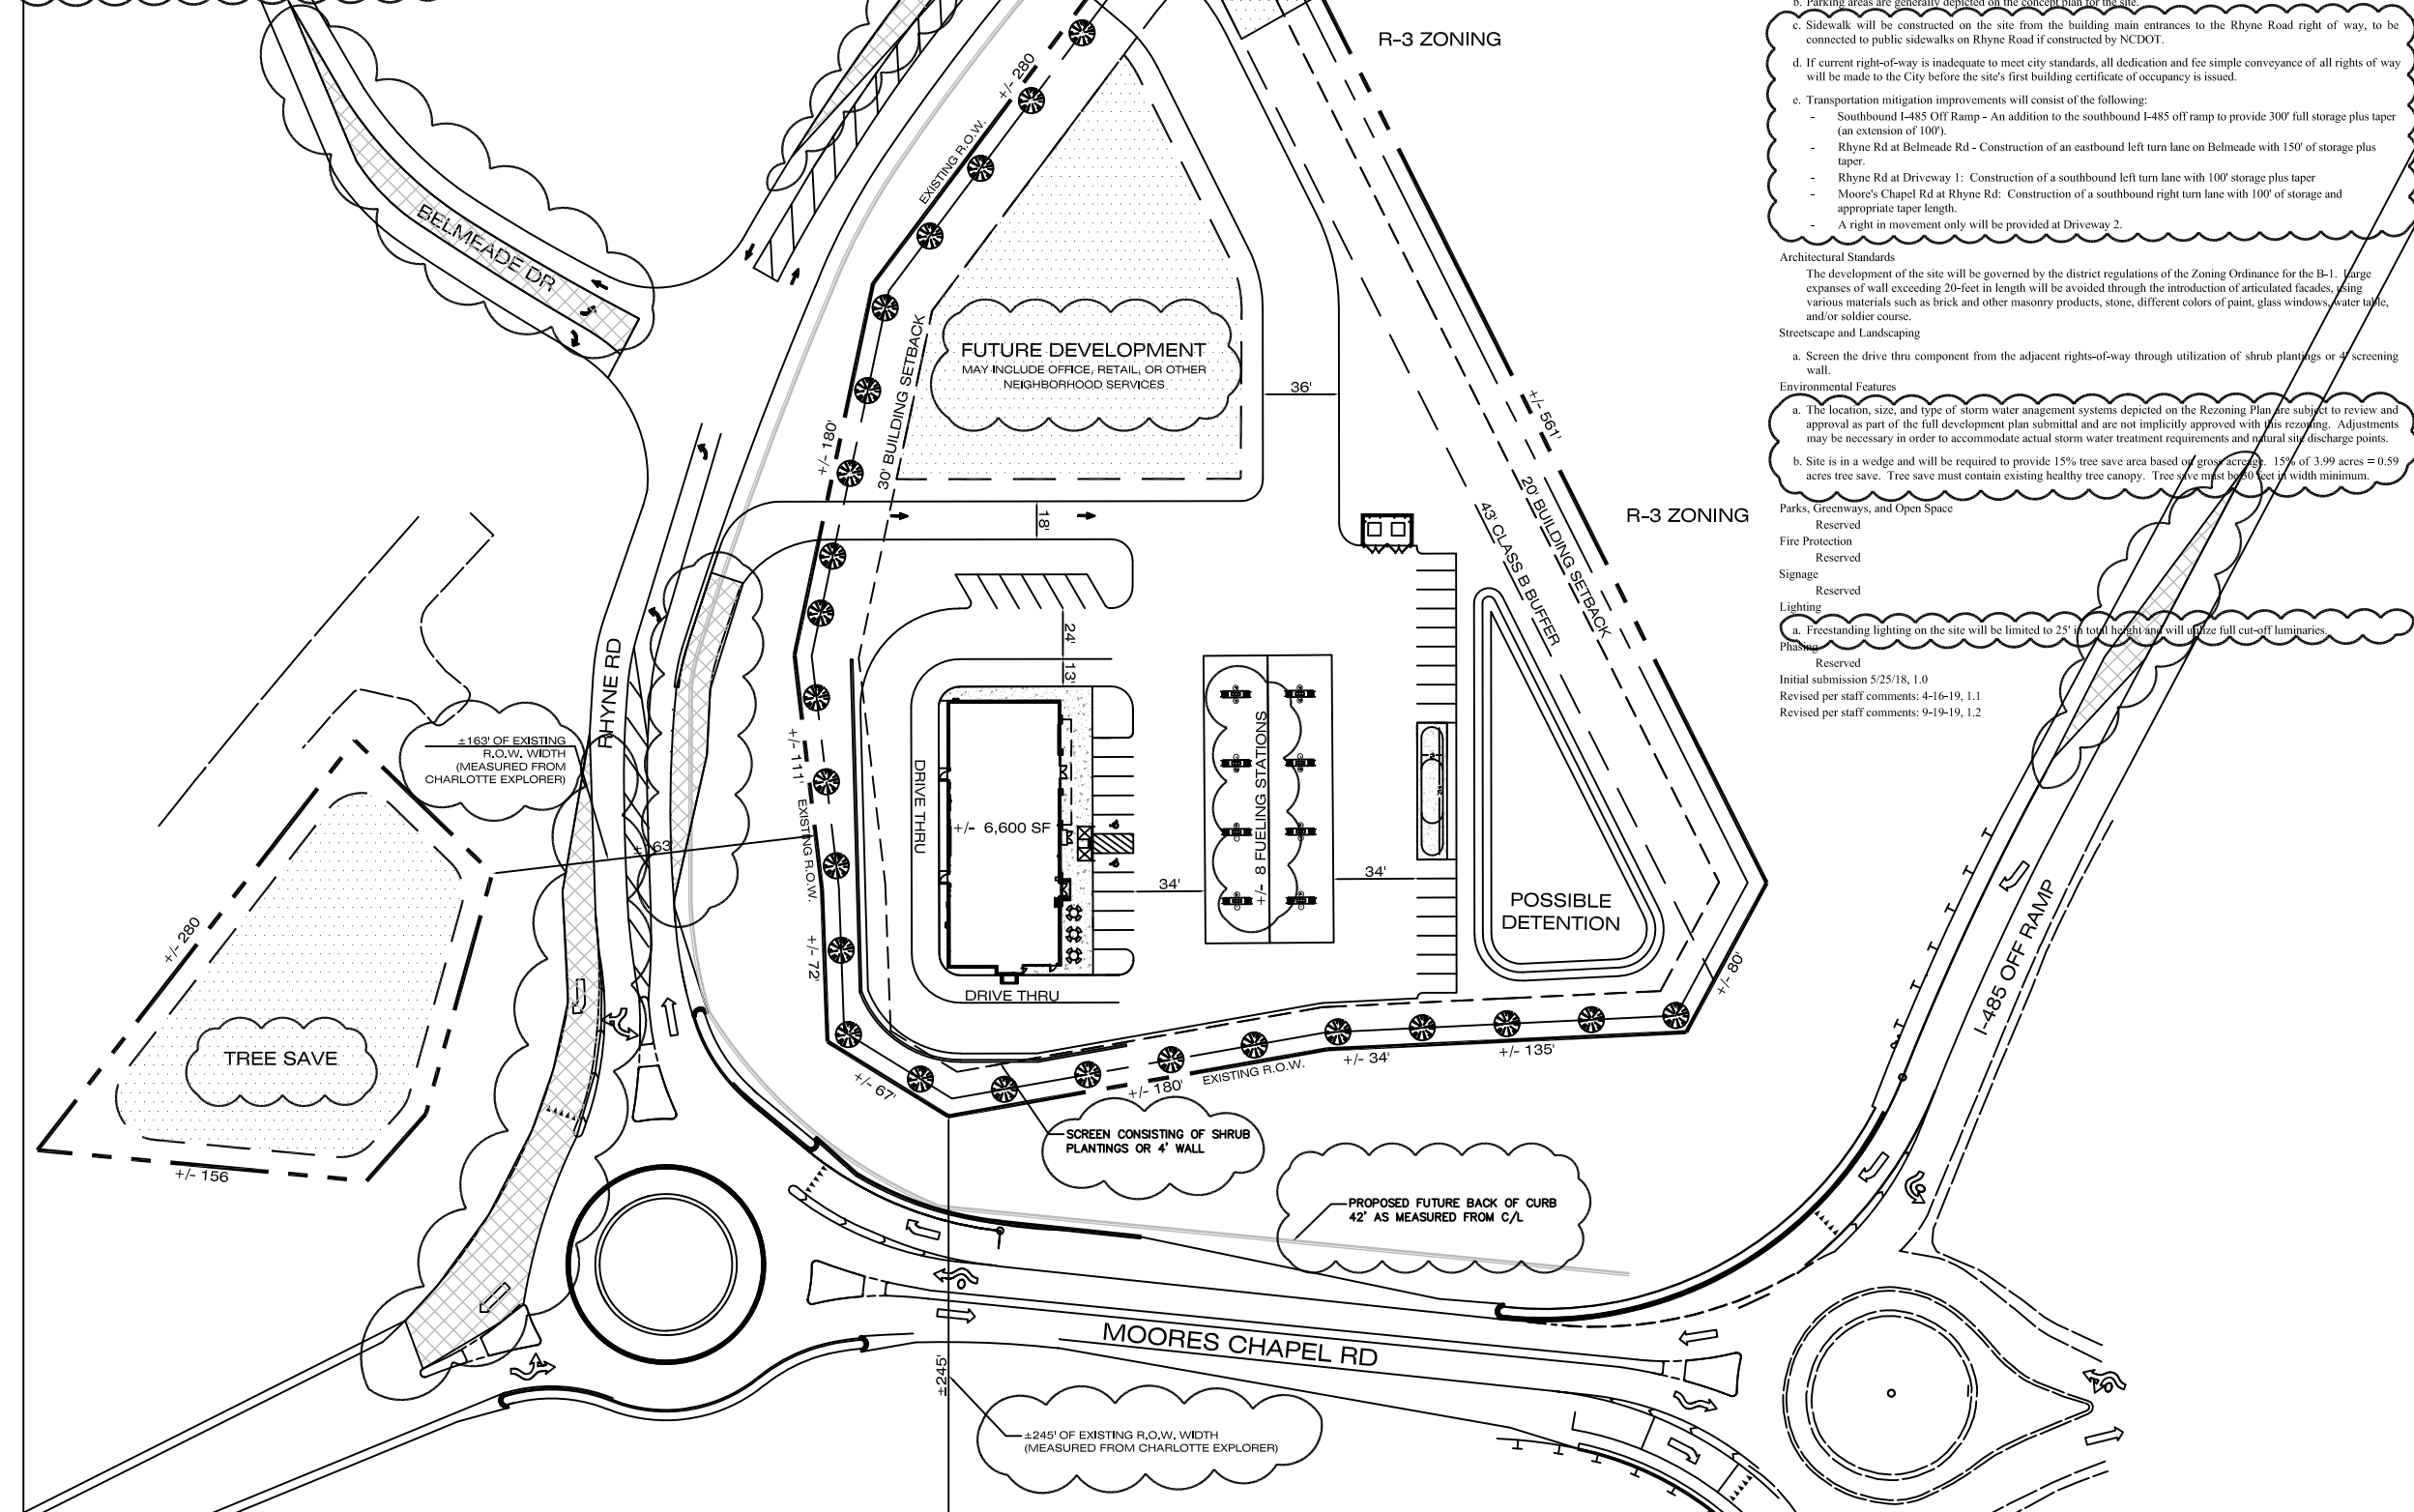 b. Parking areas are generally depicted on the concept plan for the site.
c. Sidewalk will be constructed on the site from the building main entrances to the Rhyne Road right of way, to be
connected to public sidewalks on Rhyne Road if constructed by NCDOT.
d. If current right-of-way is inadequate to meet city standards, all dedication and fee simple conveyance of all rights of way
will be made to the City before the site's first building certificate of occupancy is issued.
e. Transportation mitigation improvements will consist of the following:
- Southbound I-485 Off Ramp - An addition to the southbound I-485 off ramp to provide 300' full storage plus taper
(an extension of 100').
- Rhyne Rd at Belmeade Rd - Construction of an eastbound left turn lane on Belmeade with 150' of storage plus
taper.
- Rhyne Rd at Driveway 1: Construction of a southbound left turn lane with 100' storage plus taper
- Moore's Chapel Rd at Rhyne Rd: Construction of a southbound right turn lane with 100' of storage and
appropriate taper length.
- A right in movement only will be provided at Driveway 2.
Architectural Standards
The development of the site will be governed by the district regulations of the Zoning Ordinance for the B-1. Large
expanses of wall exceeding 20-feet in length will be avoided through the introduction of articulated facades, using
various materials such as brick and other masonry products, stone, different colors of paint, glass windows, water table,
and/or soldier course.
Streetscape and Landscaping
a. Screen the drive thru component from the adjacent rights-of-way through utilization of shrub plantings or 4' screening
wall.
Environmental Features
a. The location, size, and type of storm water anagement systems depicted on the Rezoning Plan are subject to review and
approval as part of the full development plan submittal and are not implicitly approved with this rezoning. Adjustments
may be necessary in order to accommodate actual storm water treatment requirements and natural site discharge points.
b. Site is in a wedge and will be required to provide 15% tree save area based on gross acreage. 15% of 3.99 acres = 0.59
acres tree save. Tree save must contain existing healthy tree canopy. Tree save must be 30 feet in width minimum.
Parks, Greenways, and Open Space
Reserved
Fire Protection
Reserved
Signage
Reserved
Lighting
a. Freestanding lighting on the site will be limited to 25' in total height and will utilize full cut-off luminaries.
Phasing
Reserved
Initial submission 5/25/18, 1.0
Revised per staff comments: 4-16-19, 1.1
Revised per staff comments: 9-19-19, 1.2
R-3 ZONING
+/- 280
EXISTING R.O.W.
BELMEADE DR
FUTURE DEVELOPMENT
MAY INCLUDE OFFICE, RETAIL, OR OTHER
NEIGHBORHOOD SERVICES
30' BUILDING SETBACK
+/- 180'
36'
+/- 561'
20' BUILDING SETBACK
43' CLASS B BUFFER
R-3 ZONING
18'
24'
13'
RHYNE RD
±163' OF EXISTING
R.O.W. WIDTH
(MEASURED FROM
CHARLOTTE EXPLORER)
+/- 111'
EXISTING R.O.W.
+/- 72'
DRIVE THRU
+/- 6,600 SF
+/- 8 FUELING STATIONS
34'
34'
POSSIBLE
DETENTION
+/- 80'
I-485 OFF RAMP
+/- 280
TREE SAVE
+/- 156
DRIVE THRU
+/- 67'
+/- 180'
EXISTING R.O.W.
+/- 34'
+/- 135'
SCREEN CONSISTING OF SHRUB
PLANTINGS OR 4' WALL
PROPOSED FUTURE BACK OF CURB
42' AS MEASURED FROM C/L
MOORES CHAPEL RD
±245'
±245' OF EXISTING R.O.W. WIDTH
(MEASURED FROM CHARLOTTE EXPLORER)